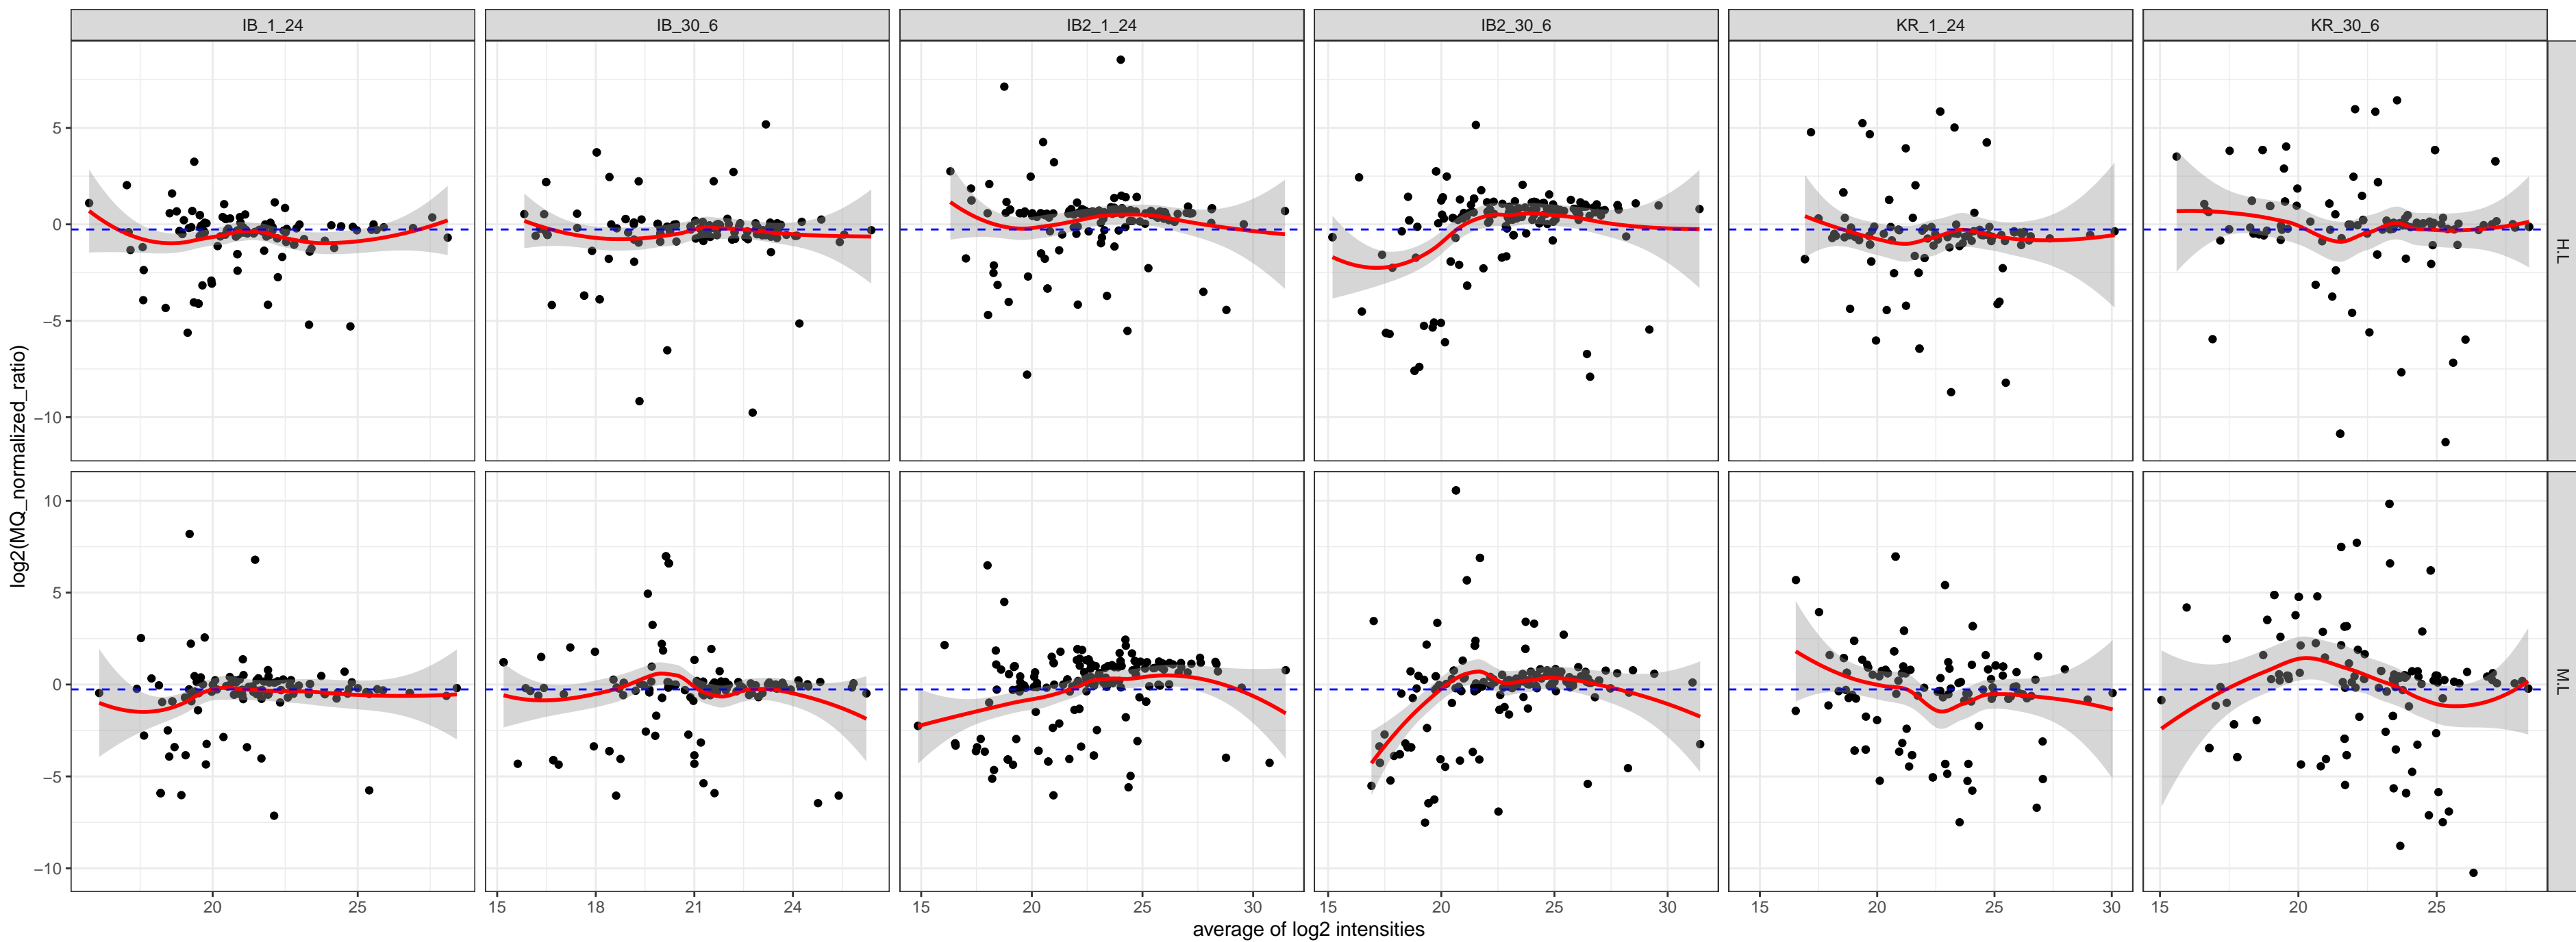 IB_1_24 IB_30_6 IB2_1_24 IB2_30_6 KR_1_24 KR_30_6
5
0
−5
−10
H.L
log2(MQ_normalized_ratio)
10
5
0
−5
−10
M.L
20 25 15 18 21 24 15 20 25 30 15 20 25 30 15 20 25 30 15 20 25
average of log2 intensities